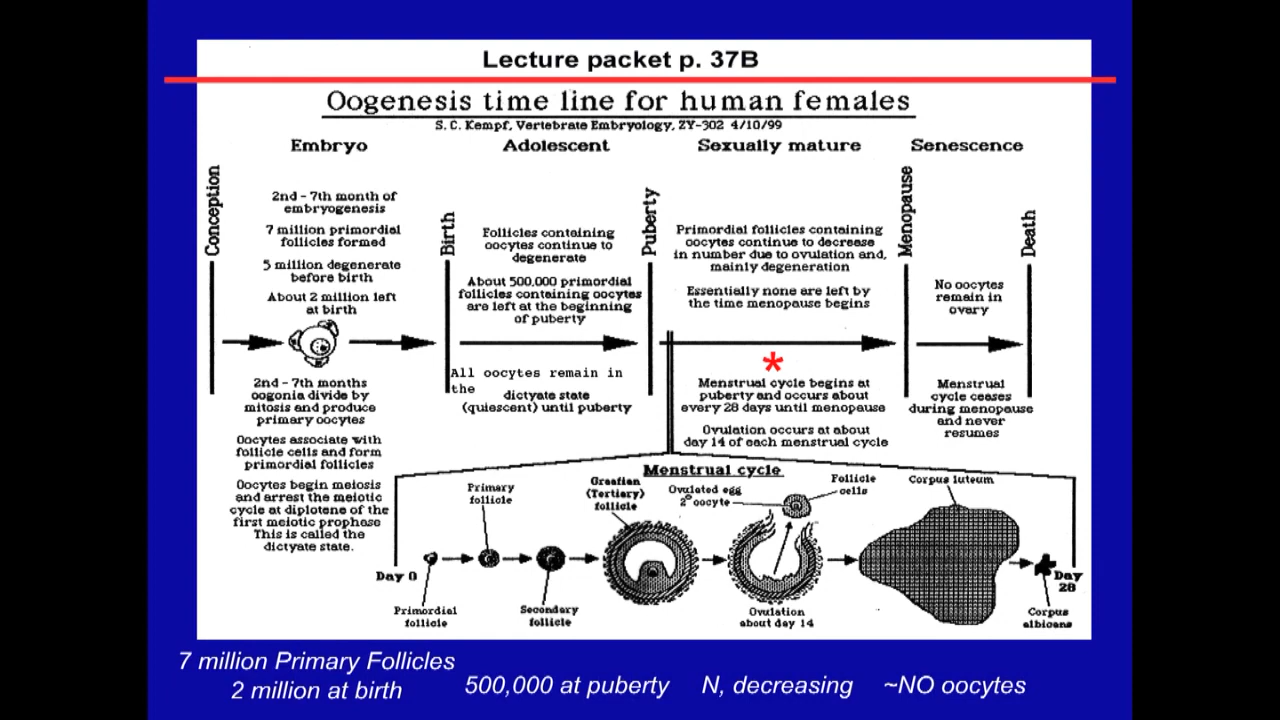 Lecture packet p. 37B
Oogenesis time line for human females
S. C. Kempf, Vertebrate Embryology, ZY-302 4/10/99
Embryo
Adolescent
Sexually mature
Senescence
Conception
2nd - 7th month of
embryogenesis
7 million primordial
follicles formed
5 million degenerate
before birth
About 2 million left
at birth
2nd - 7th months
oogonia divide by
mitosis and produce
primary oocytes
Oocytes associate with
follicle cells and form
primordial follicles
Oocytes begin meiosis
and arrest the meiotic
cycle at diplotene of the
first meiotic prophase
This is called the
dictyate state.
Birth
Follicles containing
oocytes continue to
degenerate
About 500,000 primordial
follicles containing oocytes
are left at the beginning
of puberty
All oocytes remain in
the
dictyate state
(quiescent) until puberty
Puberty
Primordial follicles containing
oocytes continue to decrease
in number due to ovulation and,
mainly degeneration
Essentially none are left by
the time menopause begins
*
Menstrual cycle begins at
puberty and occurs about
every 28 days until menopause
Ovulation occurs at about
day 14 of each menstrual cycle
Menopause
No oocytes
remain in
ovary
Menstrual
cycle ceases
during menopause
and never
resumes
Death
Menstrual cycle
Day 0
Primordial
follicle
Primary
follicle
Secondary
follicle
Graafian
(Tertiary)
follicle
Ovulated egg
2° oocyte
Follicle
cells
Ovulation
about day 14
Corpus luteum
Corpus
albicans
Day
28
7 million Primary Follicles
2 million at birth
500,000 at puberty
N, decreasing
~NO oocytes